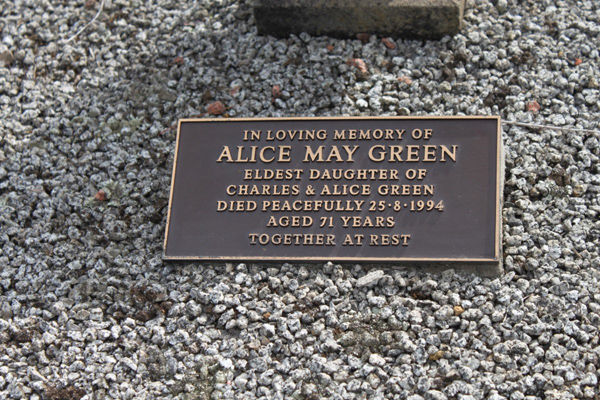 IN LOVING MEMORY OF
ALICE MAY GREEN
ELDEST DAUGHTER OF
CHARLES & ALICE GREEN
DIED PEACEFULLY 25·8·1994
AGED 71 YEARS
TOGETHER AT REST